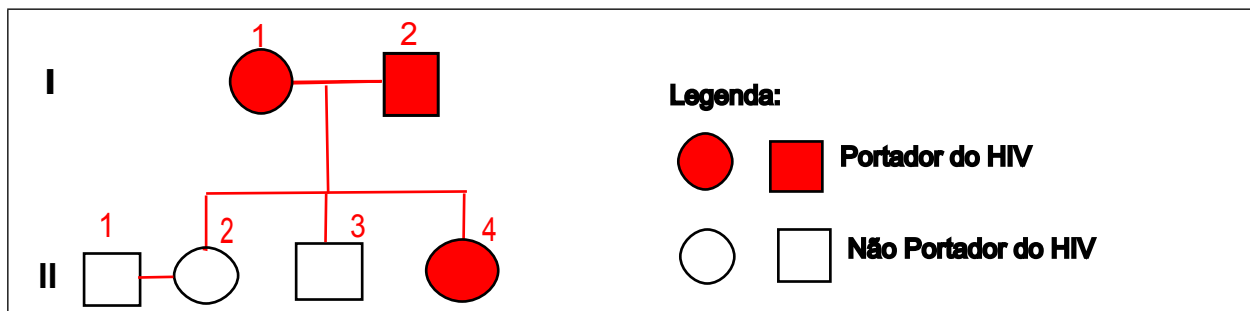 1 2
I
Legenda:
Portador do HIV
1 2 3 4
II
Não Portador do HIV